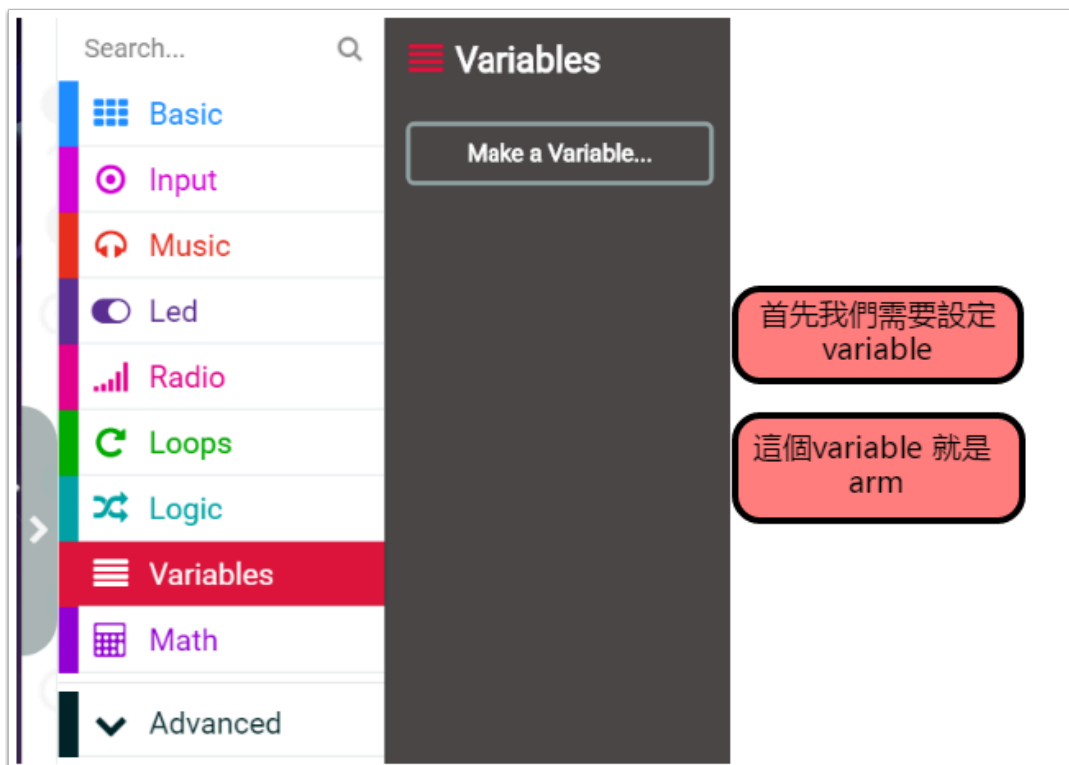 Search...
Basic
Input
Music
Led
Radio
Loops
Logic
Variables
Math
Advanced
Variables
Make a Variable...
首先我們需要設定
variable
這個variable 就是
arm